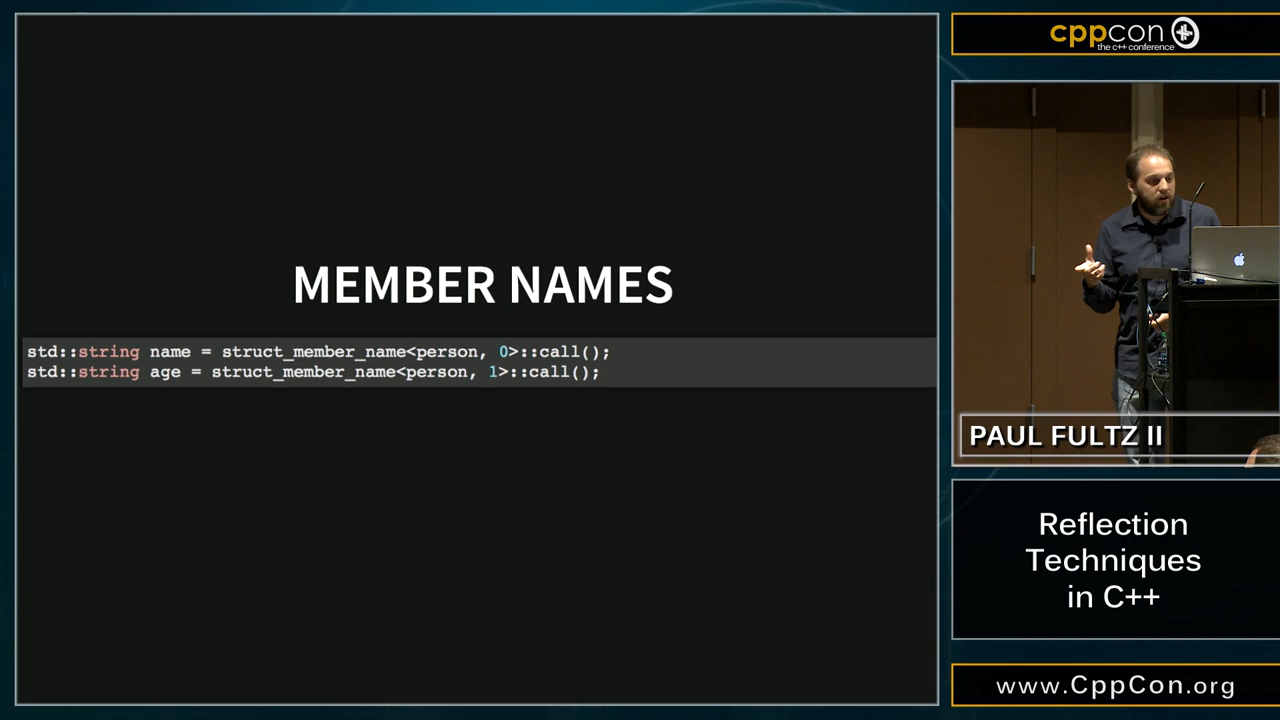 MEMBER NAMES
std::string name = struct_member_name<person, 0>::call();
std::string age = struct_member_name<person, 1>::call();
cppcon
the c++ conference
PAUL FULTZ II
Reflection
Techniques
in C++
www.CppCon.org